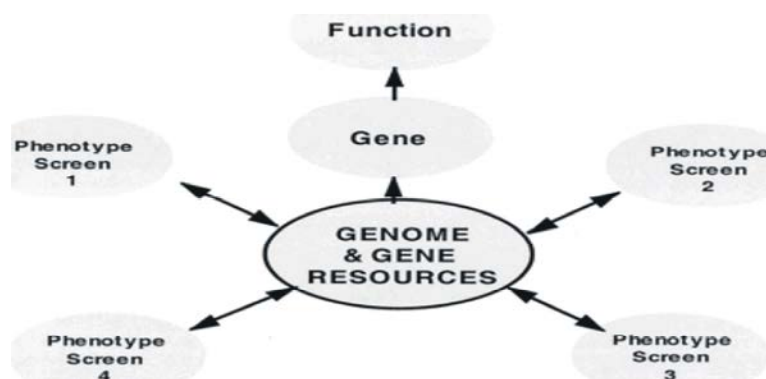 Function
Gene
Phenotype
Screen
1
Phenotype
Screen
2
GENOME
& GENE
RESOURCES
Phenotype
Screen
4
Phenotype
Screen
3